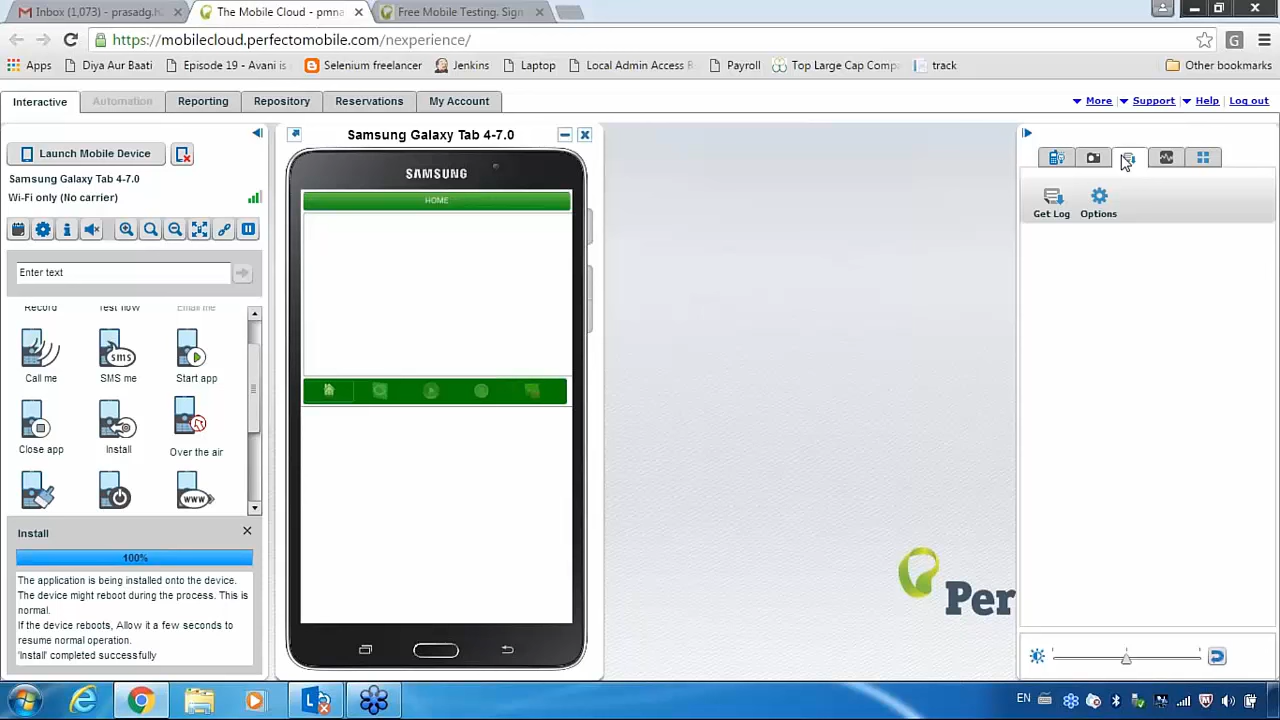 Inbox (1,073) - prasadg.
The Mobile Cloud - pmna
Free Mobile Testing. Sign
https://mobilecloud.perfectomobile.com/nexperience/
Apps
Diya Aur Baati
Episode 19 - Avani is
Selenium freelancer
Jenkins
Laptop
Local Admin Access R
Payroll
Top Large Cap Comp
track
Other bookmarks
Interactive
Automation
Reporting
Repository
Reservations
My Account
More
Support
Help
Log out
Launch Mobile Device
Samsung Galaxy Tab 4-7.0
Wi-Fi only (No carrier)
Enter text
Record
Test now
Email me
Call me
sms
SMS me
Start app
Close app
Install
Over the air
www
Install
100%
The application is being installed onto the device.
The device might reboot during the process. This is
normal.
If the device reboots, Allow it a few seconds to
resume normal operation.
'Install' completed successfully
Samsung Galaxy Tab 4-7.0
SAMSUNG
HOME
Get Log
Options
Per
EN